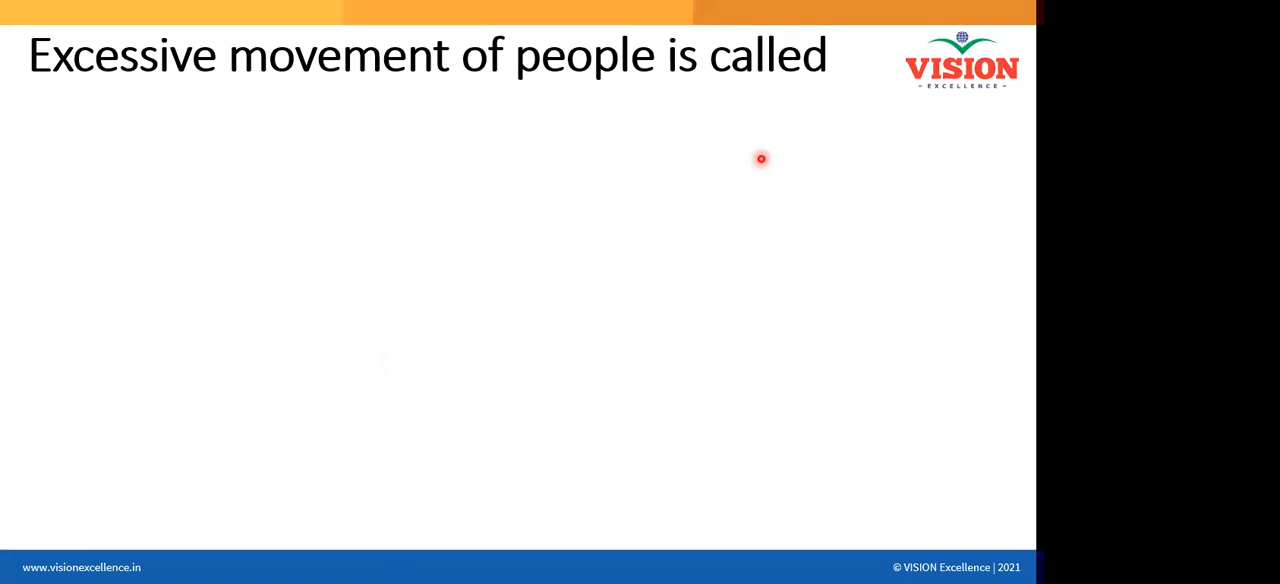 Excessive movement of people is called
VISION
- EXCELLENCE -
www.visionexcellence.in
© VISION Excellence | 2021